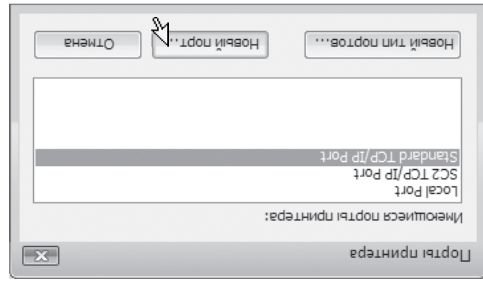 Порты принтера
Имеющиеся порты принтера:
Local Port
SC2 TCP/IP Port
Standard TCP/IP Port
Новый тип портов... Новый порт... Отмена